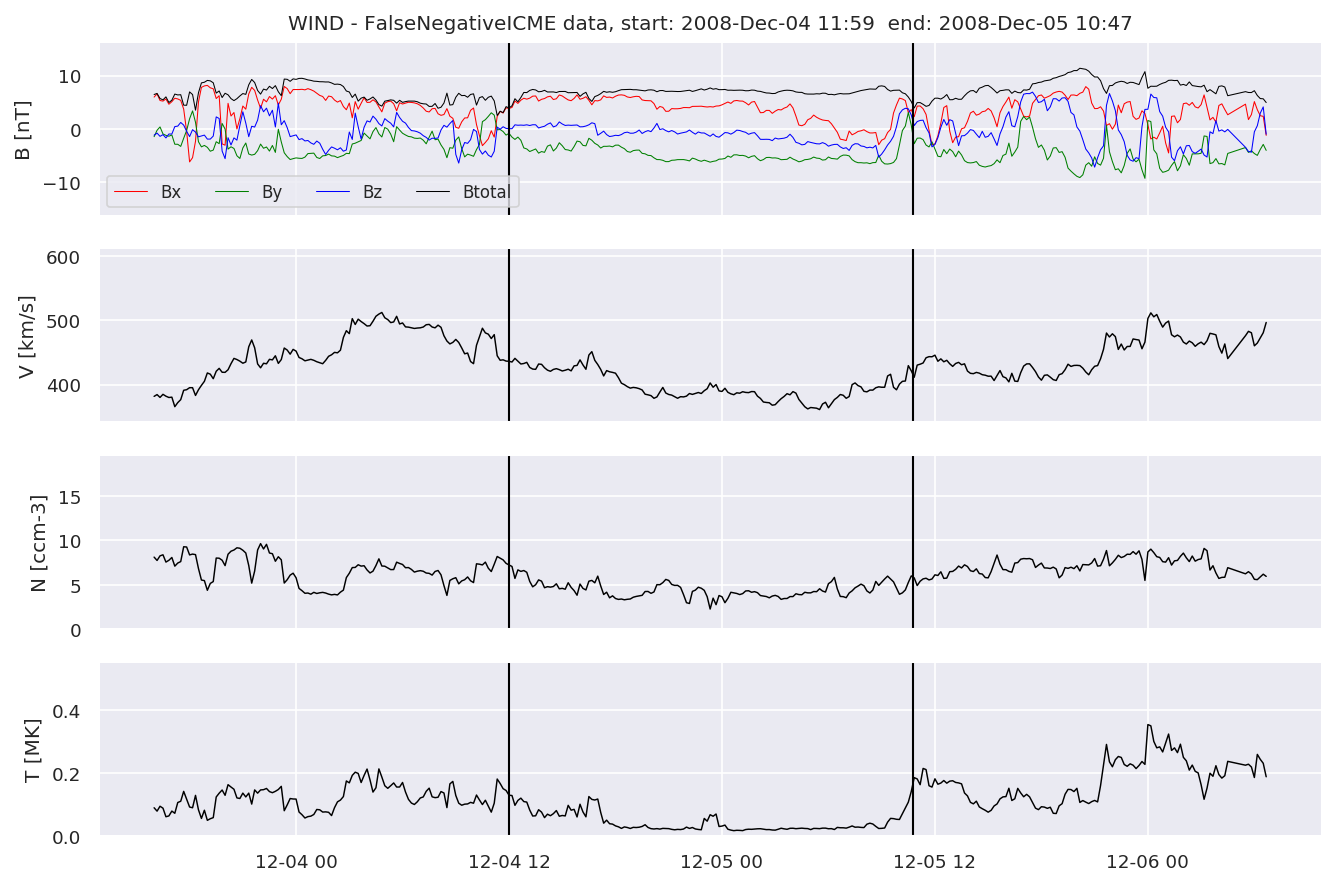 WIND - FalseNegativeICME data, start: 2008-Dec-04 11:59  end: 2008-Dec-05 10:47
B [nT]
10
0
−10
Bx By Bz Btotal
V [km/s]
600
500
400
N [ccm-3]
15
10
5
0
T [MK]
0.4
0.2
0.0
12-04 00 12-04 12 12-05 00 12-05 12 12-06 00